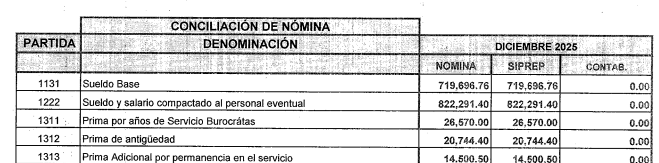 CONCILIACIÓN DE NÓMINA
PARTIDA DENOMINACIÓN DICIEMBRE 2025
NOMINA SIPREP CONTAB.
1131 Sueldo Base 719,696.76 719,696.76 0.00
1222 Sueldo y salario compactado al personal eventual 822,291.40 822,291.40 0.00
1311 Prima por años de Servicio Burocrátas 26,570.00 26,570.00 0.00
1312 Prima de antigüedad 20,744.40 20,744.40 0.00
1313 Prima Adicional por permanencia en el servicio 14,500.50 14,500.50 0.00